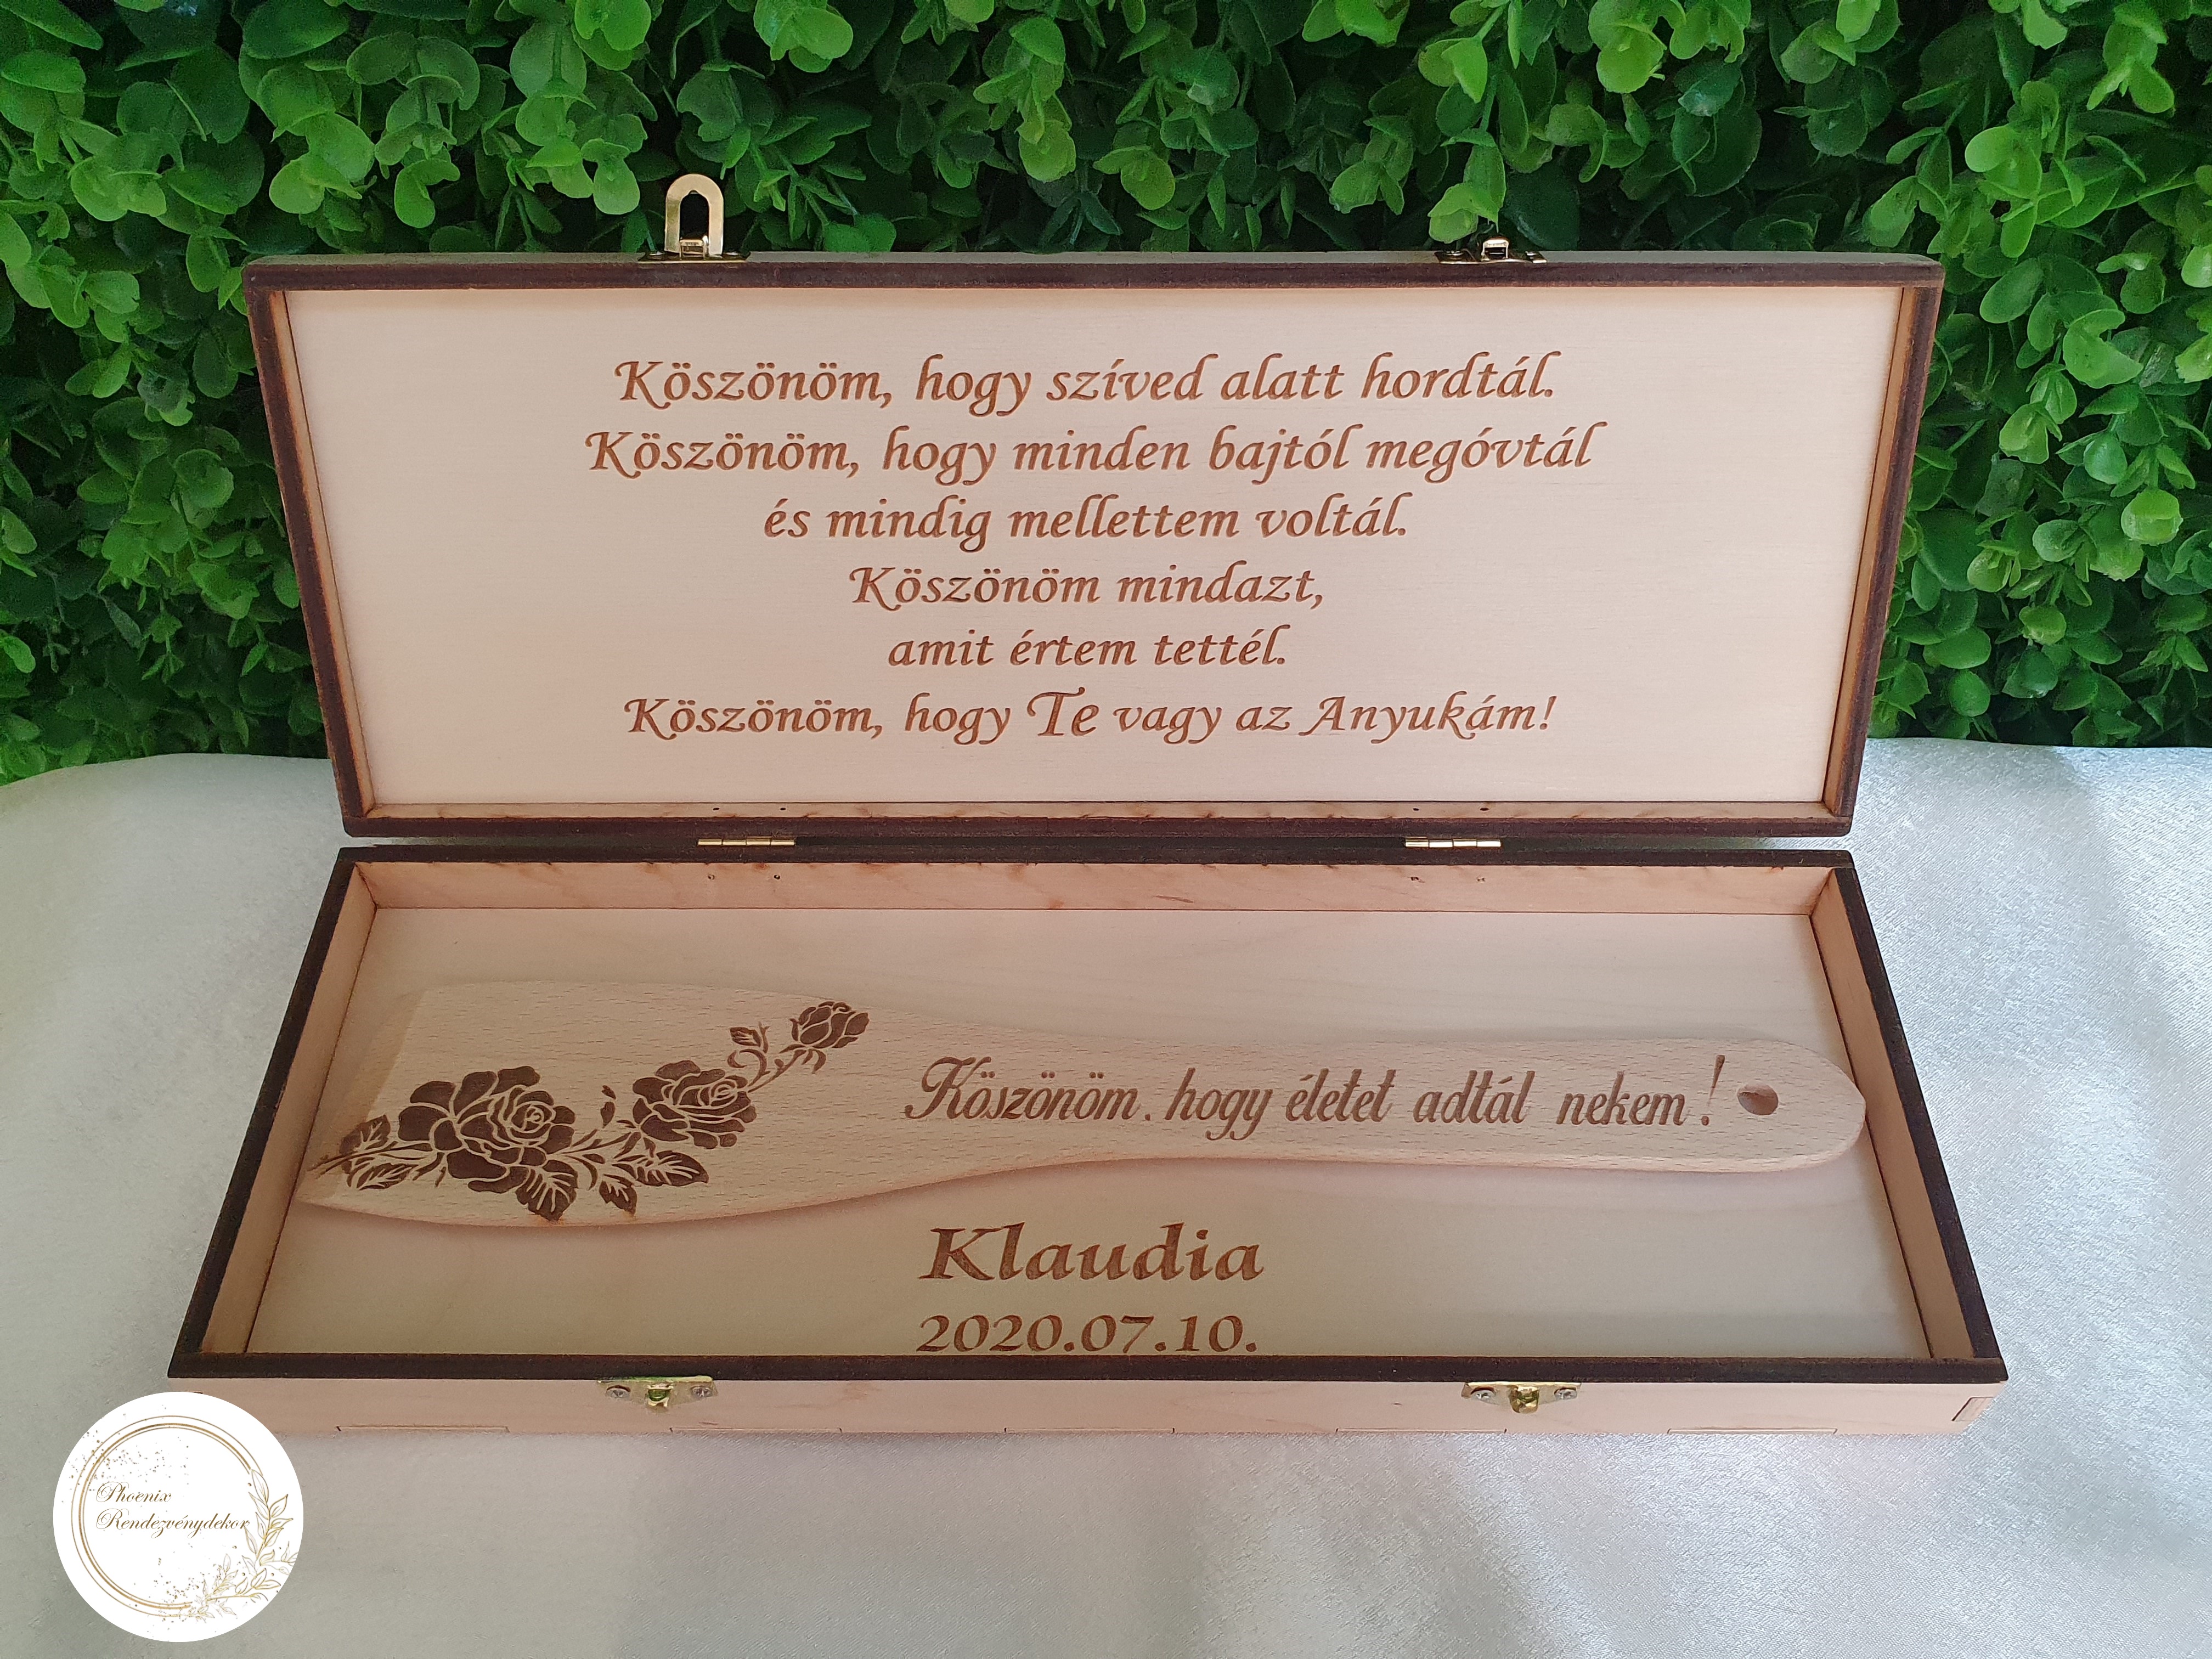 Köszönöm, hogy szíved alatt hordtál.
Köszönöm, hogy minden bajtól megóvtál
és mindig mellettem voltál.
Köszönöm mindazt,
amit értem tettél.
Köszönöm, hogy Te vagy az Anyukám!
Köszönöm, hogy életet adtál nekem!
Klaudia
2020.07.10.
Phoenix
Rendezvénydekor